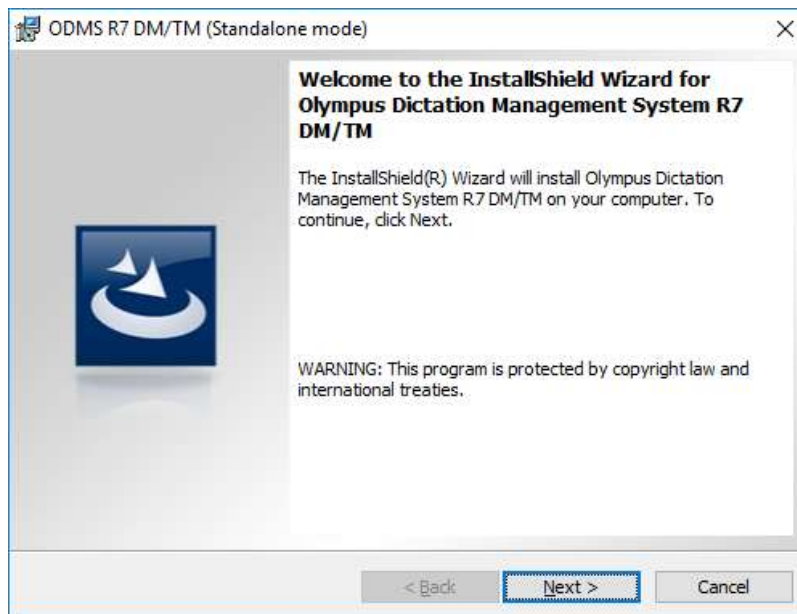 ODMS R7 DM/TM (Standalone mode)
Welcome to the InstallShield Wizard for
Olympus Dictation Management System R7
DM/TM
The InstallShield(R) Wizard will install Olympus Dictation
Management System R7 DM/TM on your computer. To
continue, click Next.
WARNING: This program is protected by copyright law and
international treaties.
< Back
Next >
Cancel